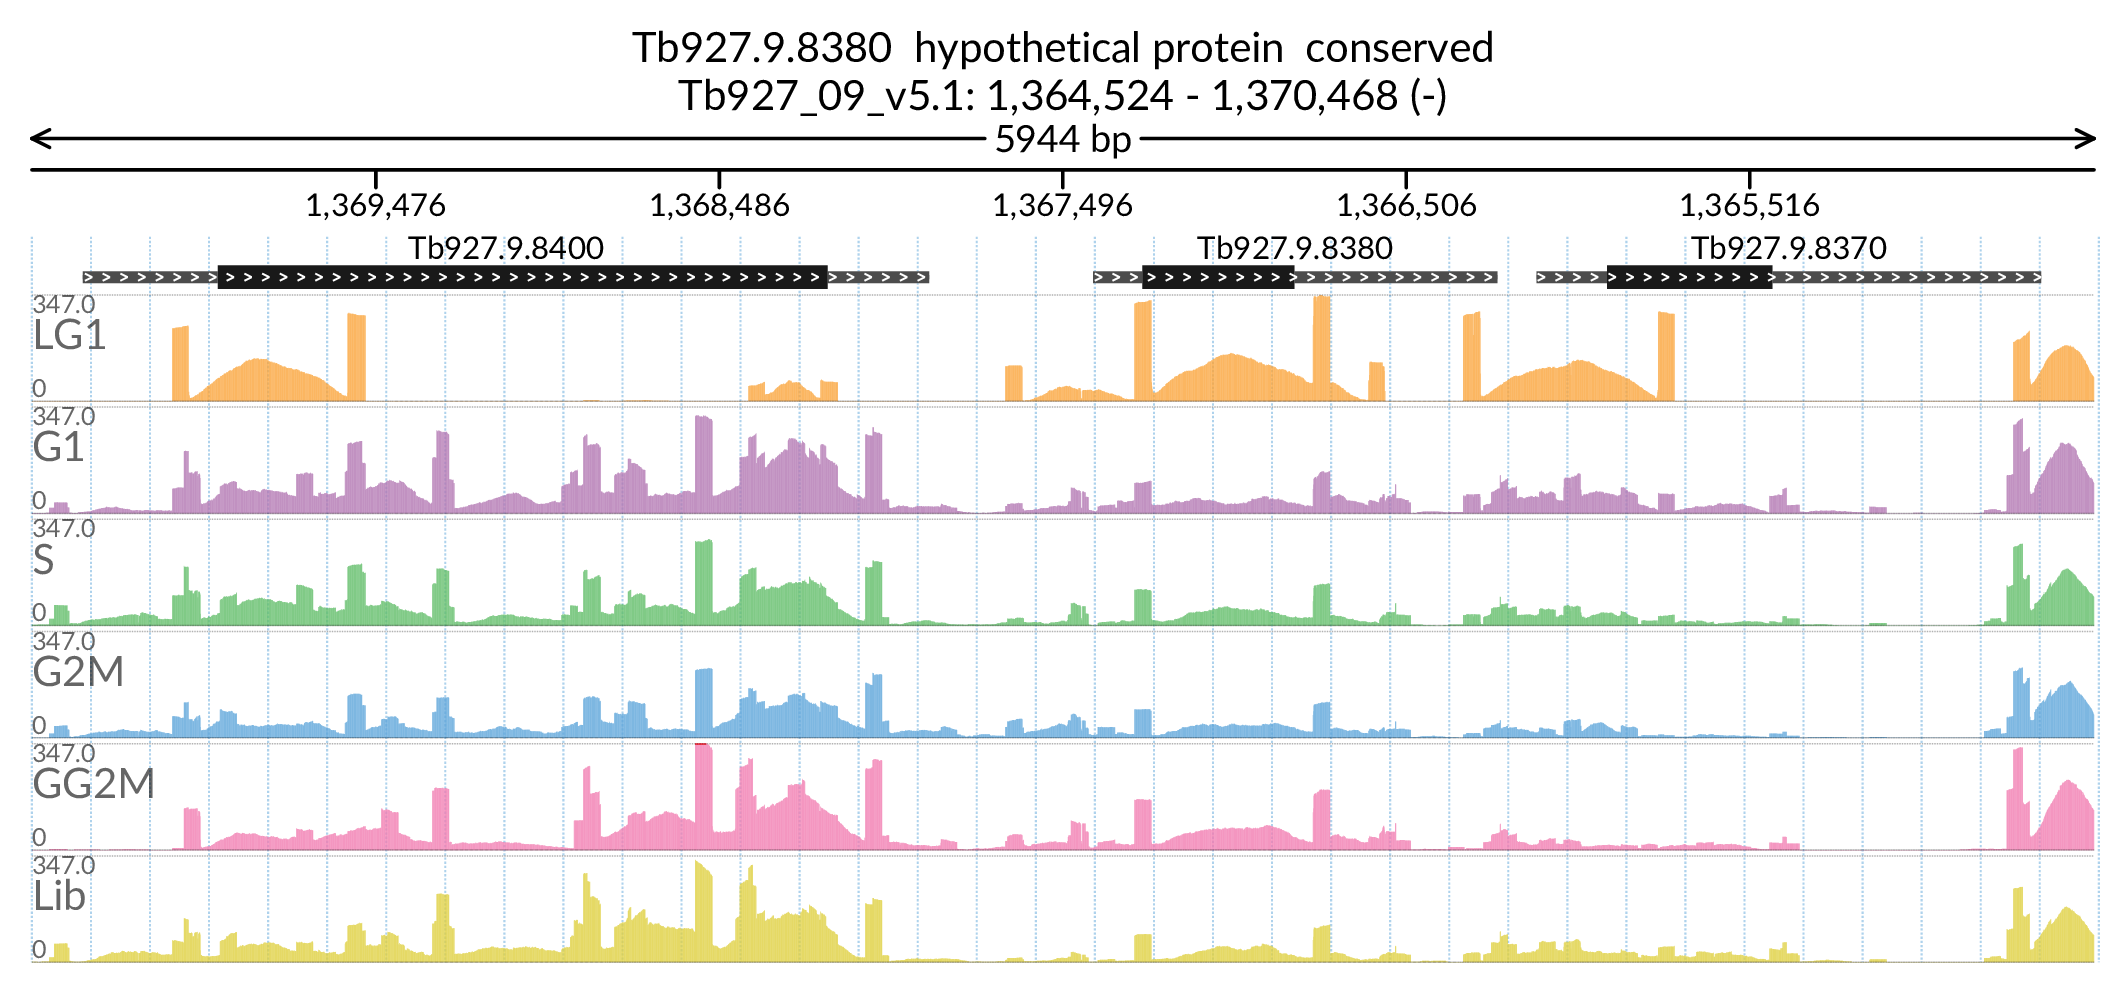 Tb927.9.8380  hypothetical protein  conserved
Tb927_09_v5.1: 1,364,524 - 1,370,468 (-)
5944 bp
1,369,476 1,368,486 1,367,496 1,366,506 1,365,516
Tb927.9.8400 Tb927.9.8380 Tb927.9.8370
347.0
LG1
0
347.0
G1
0
347.0
S
0
347.0
G2M
0
347.0
GG2M
0
347.0
Lib
0